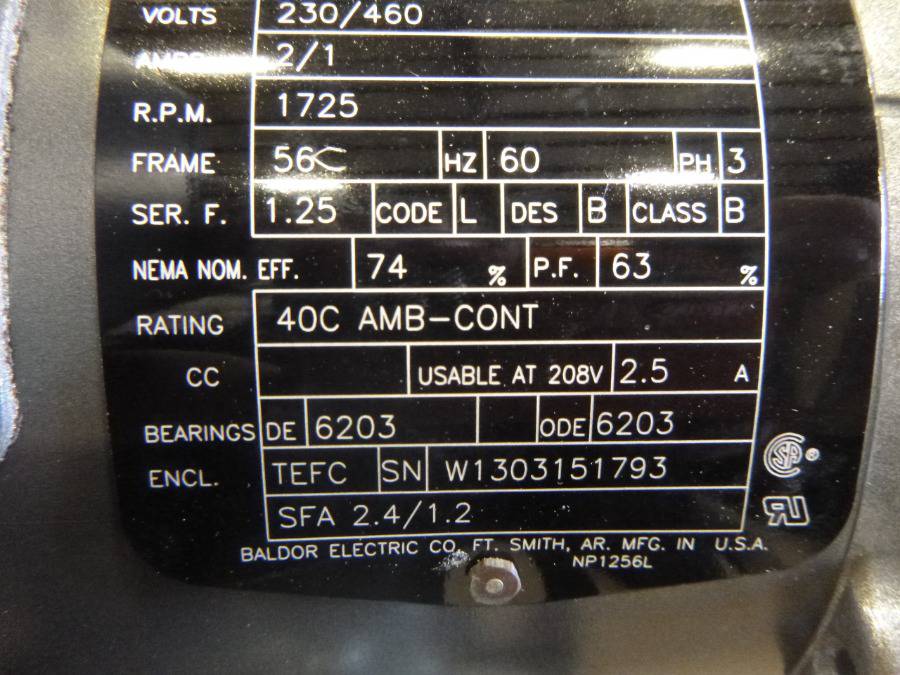 VOLTS 230/460
AMPS 2/1
R.P.M. 1725
FRAME 56C HZ 60 PH 3
SER. F. 1.25 CODE L DES B CLASS B
NEMA NOM. EFF. 74 % P.F. 63 %
RATING 40C AMB-CONT
CC USABLE AT 208V 2.5 A
BEARINGS DE 6203 ODE 6203
ENCL. TEFC SN W1303151793
SFA 2.4/1.2
BALDOR ELECTRIC CO. FT. SMITH, AR. MFG. IN U.S.A.
NP1256L
SA ®